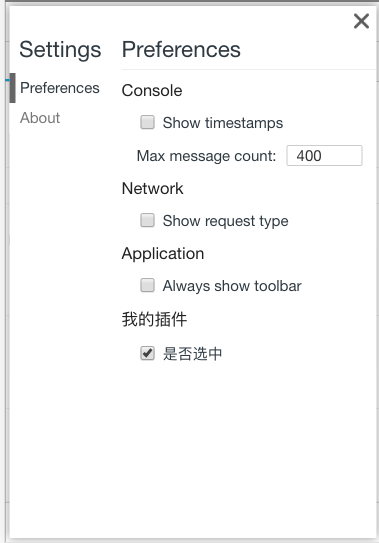 Settings
Preferences
About
Preferences
Console
Show timestamps
Max message count: 400
Network
Show request type
Application
Always show toolbar
我的插件
是否选中